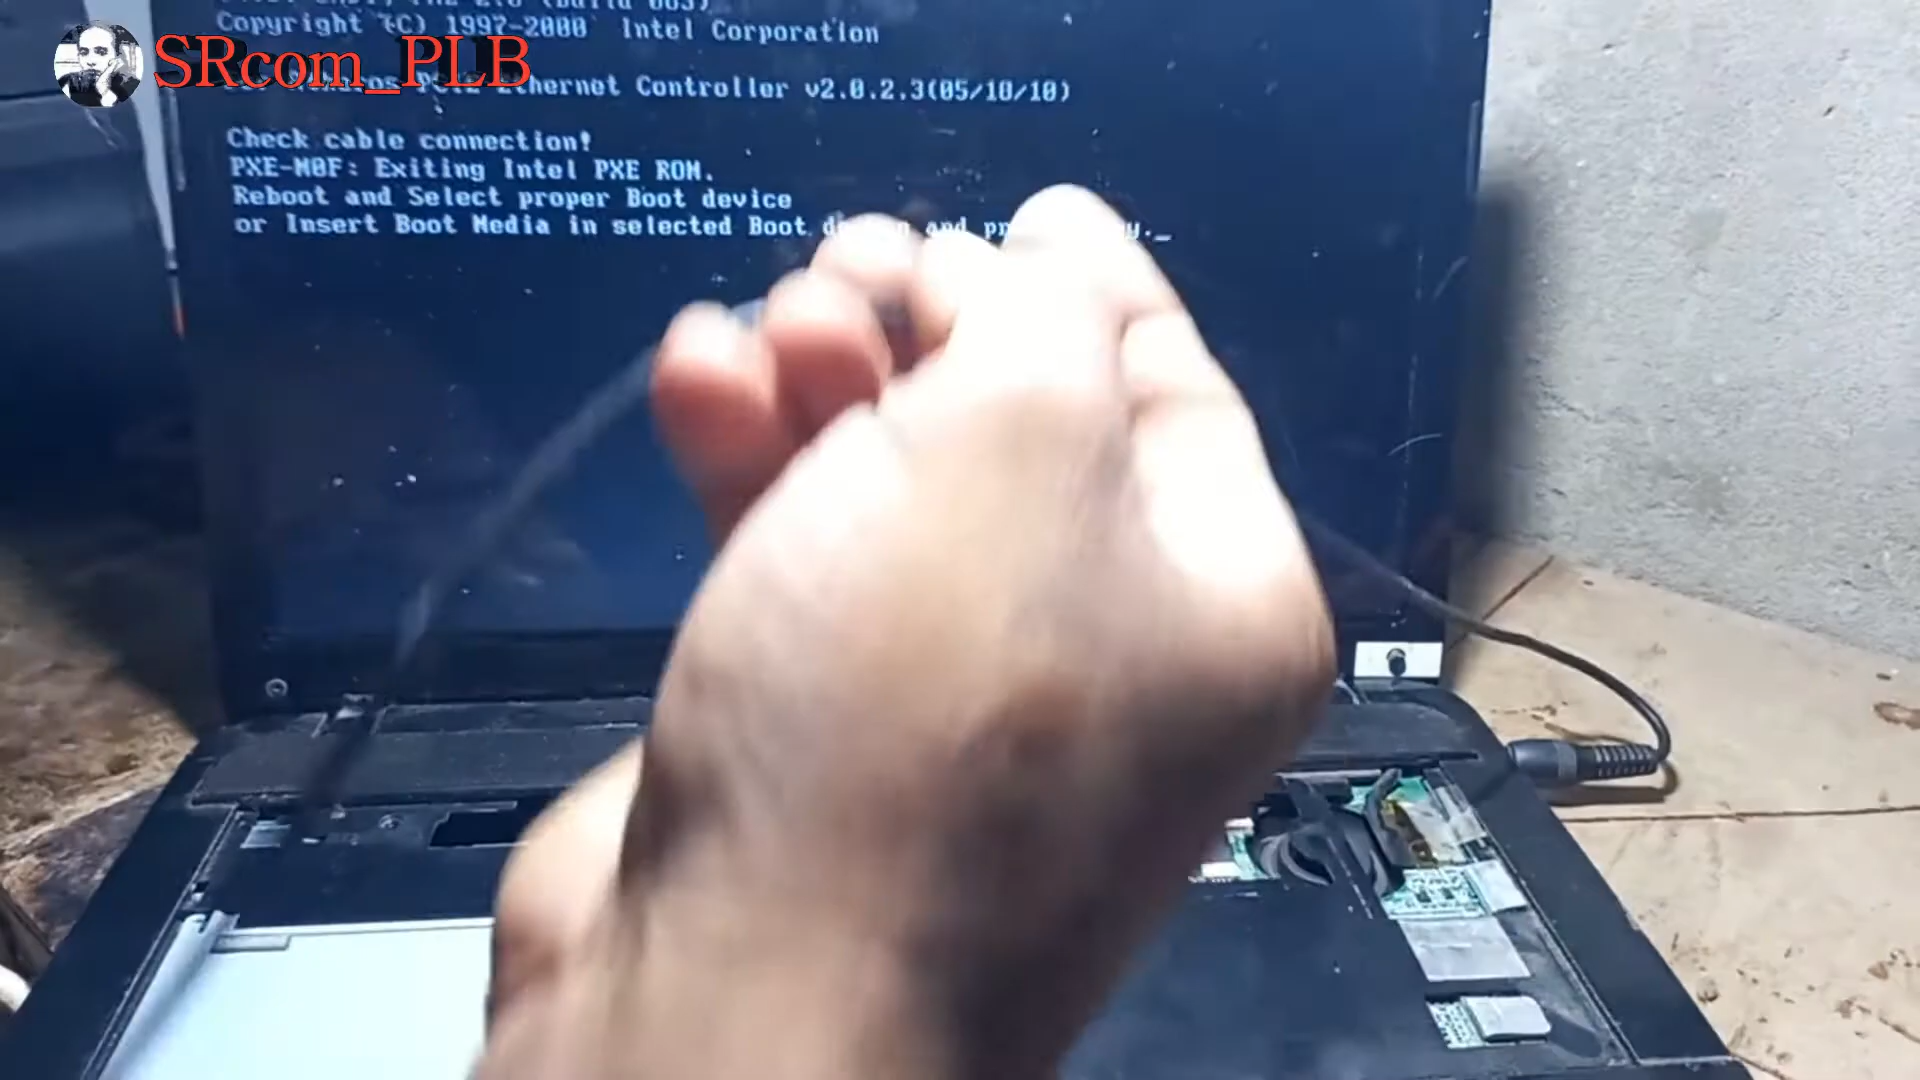 SRcom_PLB
Copyright (C) 1997-2000 Intel Corporation
Ethernet Controller v2.0.2.3(05/10/10)
Check cable connection!
PXE-M0F: Exiting Intel PXE ROM.
Reboot and Select proper Boot device
or Insert Boot Media in selected Boot and